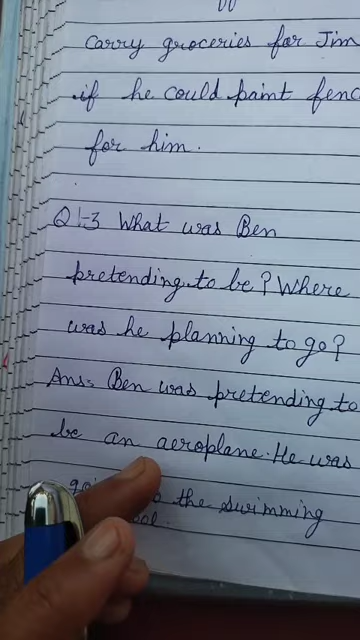 carry groceries for Jim
if he could paint
for him.
Q1:3 What was Ben
pretending to be? Where
was he planning to go?
Ans= Ben was pretending to
be an aeroplane. He was
the swimming